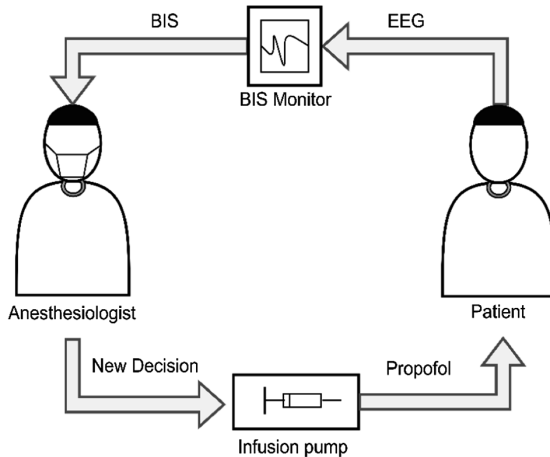 BIS
EEG
BIS Monitor
Anesthesiologist
Patient
New Decision
Propofol
Infusion pump